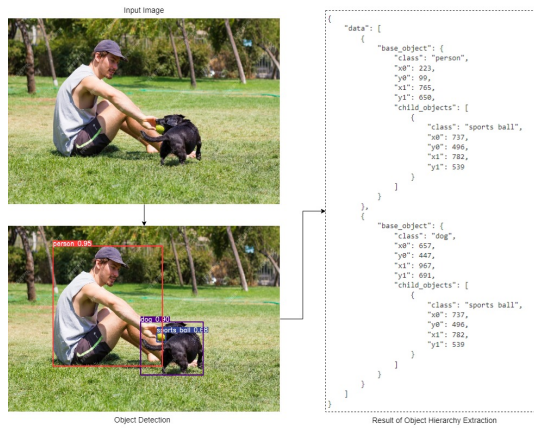 Input Image
person 0.95
dog 0.90
sports ball 0.88
Object Detection
{
"data": [
{
"base_object": {
"class": "person",
"x0": 223,
"y0": 99,
"x1": 765,
"y1": 650,
"child_objects": [
{
"class": "sports ball",
"x0": 737,
"y0": 496,
"x1": 782,
"y1": 539
}
]
}
},
{
"base_object": {
"class": "dog",
"x0": 657,
"y0": 447,
"x1": 967,
"y1": 691,
"child_objects": [
{
"class": "sports ball",
"x0": 737,
"y0": 496,
"x1": 782,
"y1": 539
}
]
}
}
]
}
Result of Object Hierarchy Extraction